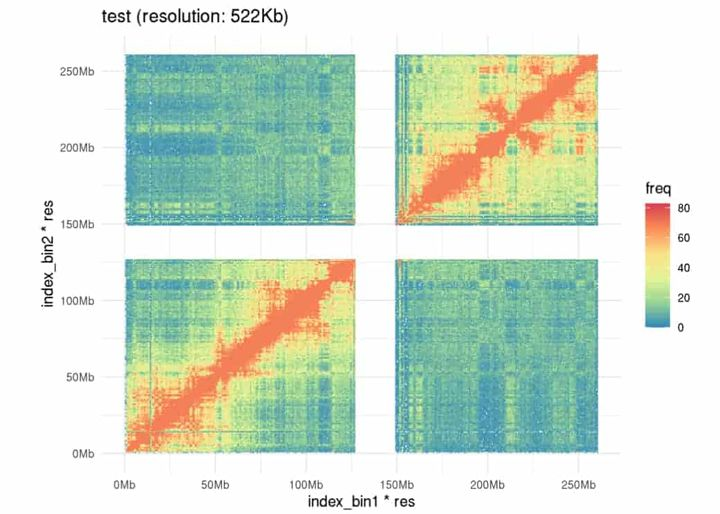 test (resolution: 522Kb)
250Mb
200Mb
150Mb
100Mb
50Mb
0Mb
index_bin2 * res
0Mb 50Mb 100Mb 150Mb 200Mb 250Mb
index_bin1 * res
freq
80
60
40
20
0